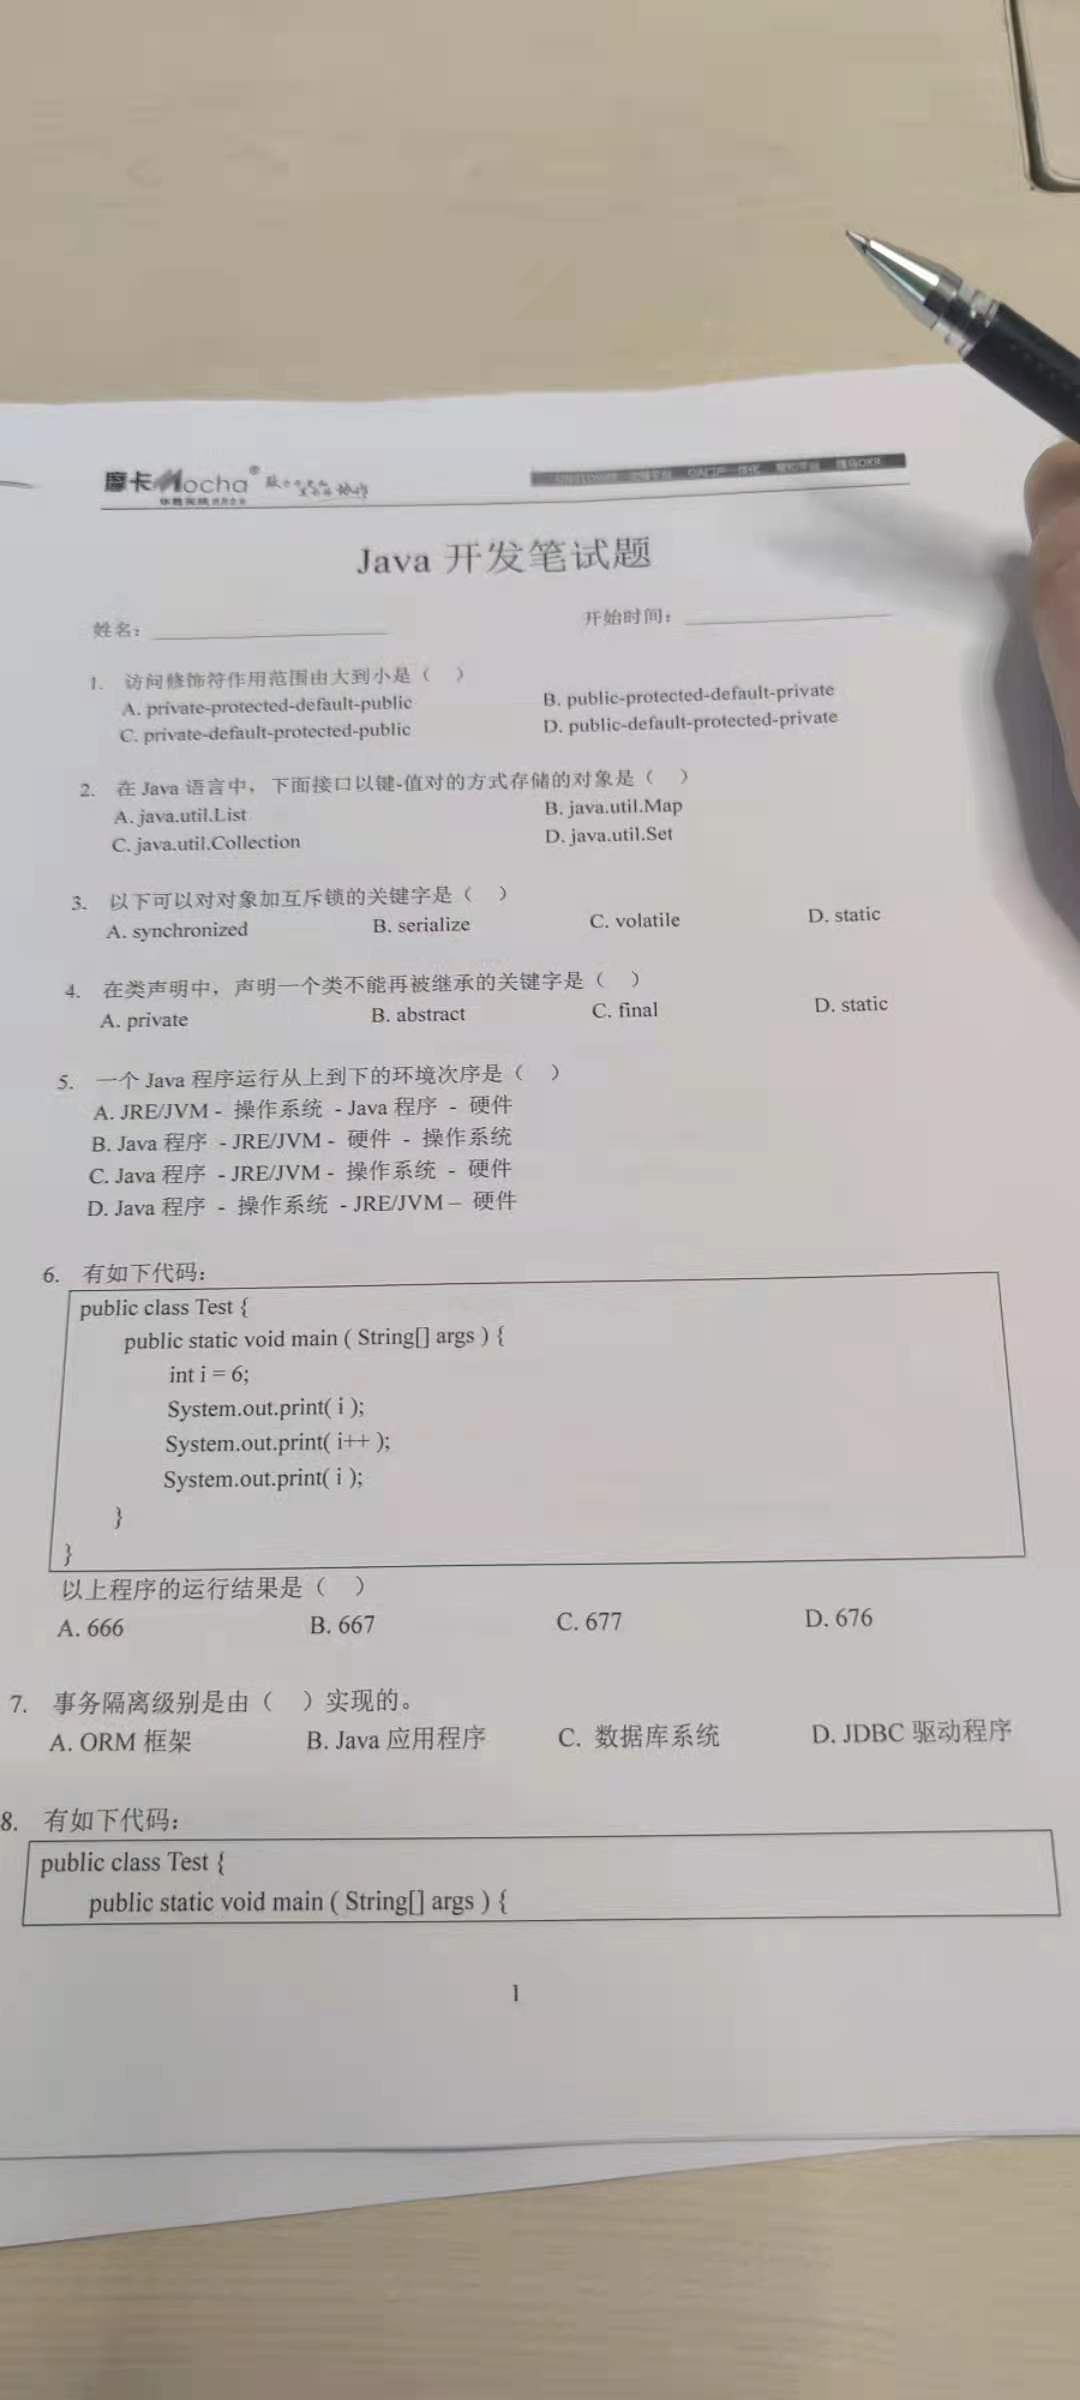 摩卡Mocha®
Java 开发笔试题
姓名：
开始时间：
1. 访问修饰符作用范围由大到小是（ ）
A. private-protected-default-public
B. public-protected-default-private
C. private-default-protected-public
D. public-default-protected-private
2. 在 Java 语言中，下面接口以键-值对的方式存储的对象是（ ）
A. java.util.List
B. java.util.Map
C. java.util.Collection
D. java.util.Set
3. 以下可以对对象加互斥锁的关键字是（ ）
A. synchronized
B. serialize
C. volatile
D. static
4. 在类声明中，声明一个类不能再被继承的关键字是（ ）
A. private
B. abstract
C. final
D. static
5. 一个 Java 程序运行从上到下的环境次序是（ ）
A. JRE/JVM - 操作系统 - Java 程序 - 硬件
B. Java 程序 - JRE/JVM - 硬件 - 操作系统
C. Java 程序 - JRE/JVM - 操作系统 - 硬件
D. Java 程序 - 操作系统 - JRE/JVM – 硬件
6. 有如下代码：
public class Test {
public static void main ( String[] args ) {
int i = 6;
System.out.print( i );
System.out.print( i++ );
System.out.print( i );
}
}
以上程序的运行结果是（ ）
A. 666
B. 667
C. 677
D. 676
7. 事务隔离级别是由（ ）实现的。
A. ORM 框架
B. Java 应用程序
C. 数据库系统
D. JDBC 驱动程序
8. 有如下代码：
public class Test {
public static void main ( String[] args ) {
1